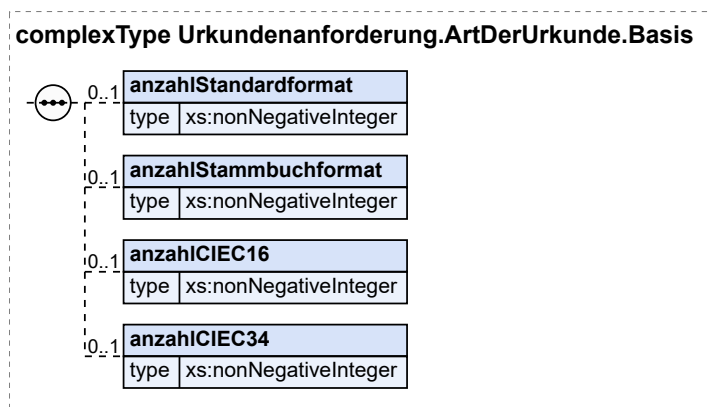 complexType Urkundenanforderung.ArtDerUrkunde.Basis
0..1 anzahlStandardformat
type xs:nonNegativeInteger
0..1 anzahlStammbuchformat
type xs:nonNegativeInteger
0..1 anzahlCIEC16
type xs:nonNegativeInteger
0..1 anzahlCIEC34
type xs:nonNegativeInteger